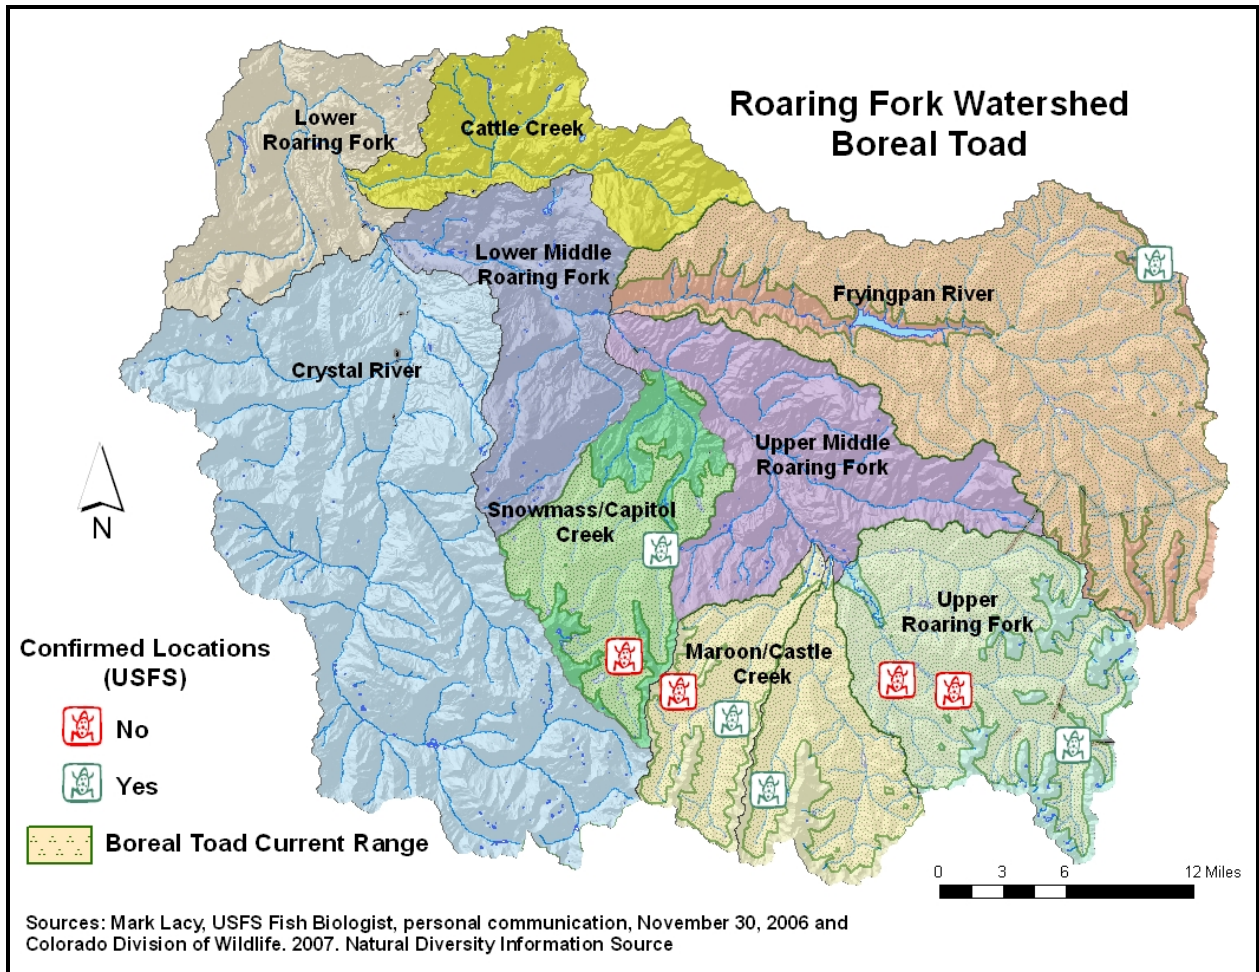 Roaring Fork Watershed
Boreal Toad
Lower
Roaring Fork
Cattle Creek
Lower Middle
Roaring Fork
Fryingpan River
Crystal River
Upper Middle
Roaring Fork
Snowmass/Capitol
Creek
Upper
Roaring Fork
Maroon/Castle
Creek
N
Confirmed Locations
(USFS)
No
Yes
Boreal Toad Current Range
0 3 6 12 Miles
Sources: Mark Lacy, USFS Fish Biologist, personal communication, November 30, 2006 and
Colorado Division of Wildlife. 2007. Natural Diversity Information Source